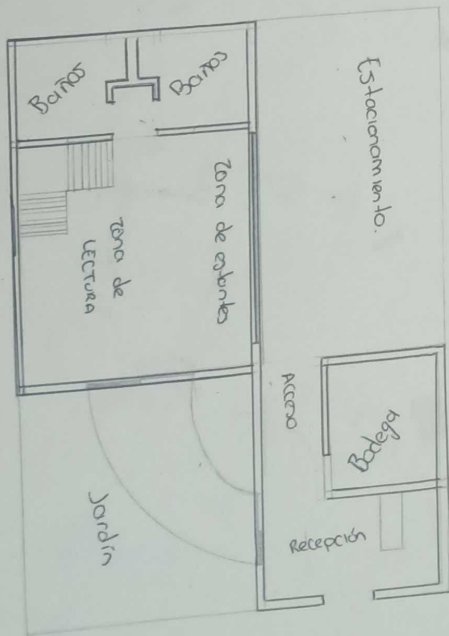 Baños
Baños
Estacionamiento.
Zona de estantes
Zona de
LECTURA
Acceso
Bodega
Recepción
Jardín